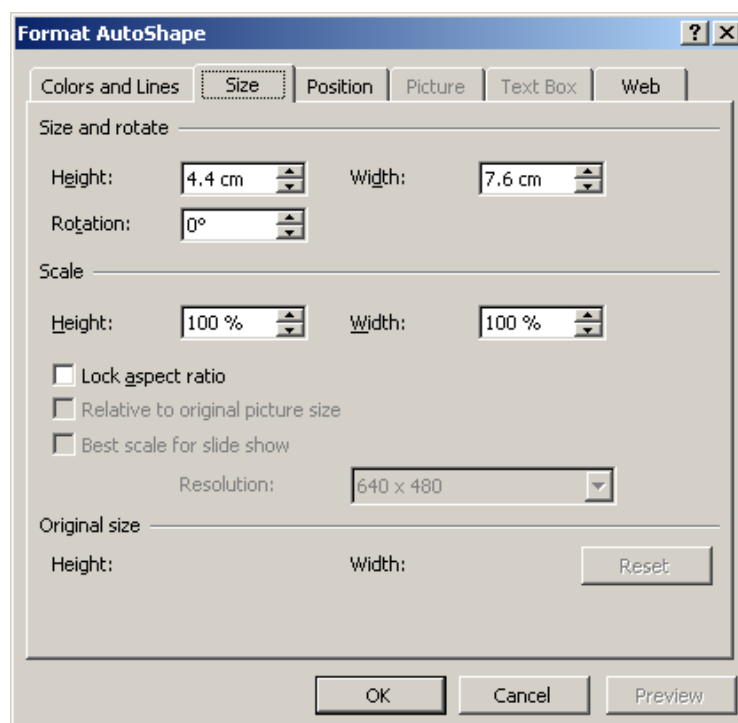 Format AutoShape
Colors and Lines Size Position Picture Text Box Web
Size and rotate
Height: 4.4 cm Width: 7.6 cm
Rotation: 0°
Scale
Height: 100 % Width: 100 %
Lock aspect ratio
Relative to original picture size
Best scale for slide show
Resolution: 640 x 480
Original size
Height: Width: Reset
OK Cancel Preview